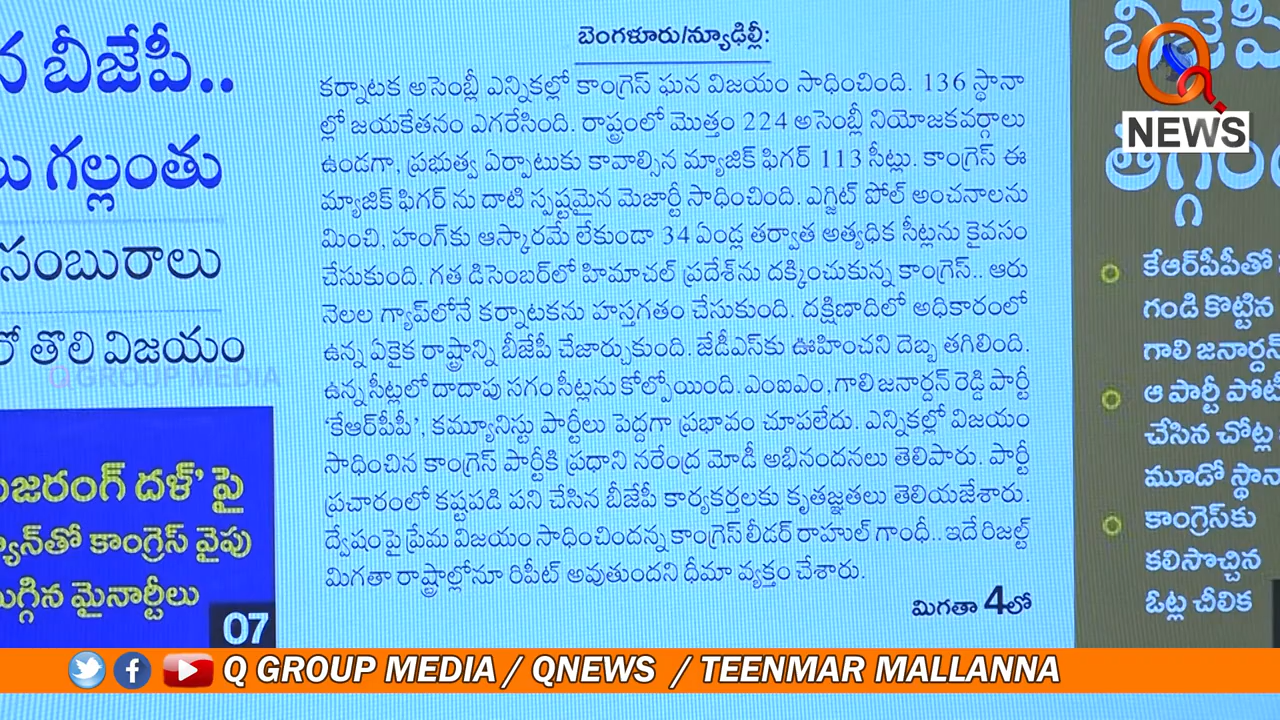 బీజేపీ..
గల్లంతు
సంబురాలు
తొలి విజయం
Q GROUP MEDIA
దళ్' పై
కాంగ్రెస్ వైపు
మైనార్టీలు
07
బెంగళూరు/న్యూఢిల్లీ:
కర్నాటక అసెంబ్లీ ఎన్నికల్లో కాంగ్రెస్ ఘన విజయం సాధించింది. 136 స్థానా
ల్లో జయకేతనం ఎగరేసింది. రాష్ట్రంలో మొత్తం 224 అసెంబ్లీ నియోజకవర్గాలు
ఉండగా, ప్రభుత్వ ఏర్పాటుకు కావాల్సిన మ్యాజిక్ ఫిగర్ 113 సీట్లు. కాంగ్రెస్ ఈ
మ్యాజిక్ ఫిగర్ ను దాటి స్పష్టమైన మెజార్టీ సాధించింది. ఎగ్జిట్ పోల్ అంచనాలను
మించి, హంగ్‌కు ఆస్కారమే లేకుండా 34 ఏండ్ల తర్వాత అత్యధిక సీట్లను కైవసం
చేసుకుంది. గత డిసెంబర్‌లో హిమాచల్ ప్రదేశ్‌ను దక్కించుకున్న కాంగ్రెస్.. ఆరు
నెలల గ్యాప్‌లోనే కర్నాటకను హస్తగతం చేసుకుంది. దక్షిణాదిలో అధికారంలో
ఉన్న ఏకైక రాష్ట్రాన్ని బీజేపీ చేజార్చుకుంది. జేడీఎస్‌కు ఊహించని దెబ్బ తగిలింది.
ఉన్న సీట్లలో దాదాపు సగం సీట్లను కోల్పోయింది. ఎంఐఎం, గాలి జనార్దన్ రెడ్డి పార్టీ
'కేఆర్‌పీపీ', కమ్యూనిస్టు పార్టీలు పెద్దగా ప్రభావం చూపలేదు. ఎన్నికల్లో విజయం
సాధించిన కాంగ్రెస్ పార్టీకి ప్రధాని నరేంద్ర మోడీ అభినందనలు తెలిపారు. పార్టీ
ప్రచారంలో కష్టపడి పని చేసిన బీజేపీ కార్యకర్తలకు కృతజ్ఞతలు తెలియజేశారు.
ద్వేషంపై ప్రేమ విజయం సాధించిందన్న కాంగ్రెస్ లీడర్ రాహుల్ గాంధీ.. ఇదే రిజల్ట్
మిగతా రాష్ట్రాల్లోనూ రిపీట్ అవుతుందని ధీమా వ్యక్తం చేశారు.
మిగతా 4లో
Q
NEWS
కేఆర్‌పీపీతో
గండి కొట్టిన
గాలి జనార్దన్
ఆ పార్టీ
చేసిన చోట్ల
మూడో
కాంగ్రెస్‌కు
కలిసొచ్చిన
ఓట్ల చీలిక
Q GROUP MEDIA / QNEWS / TEENMAR MALLANNA